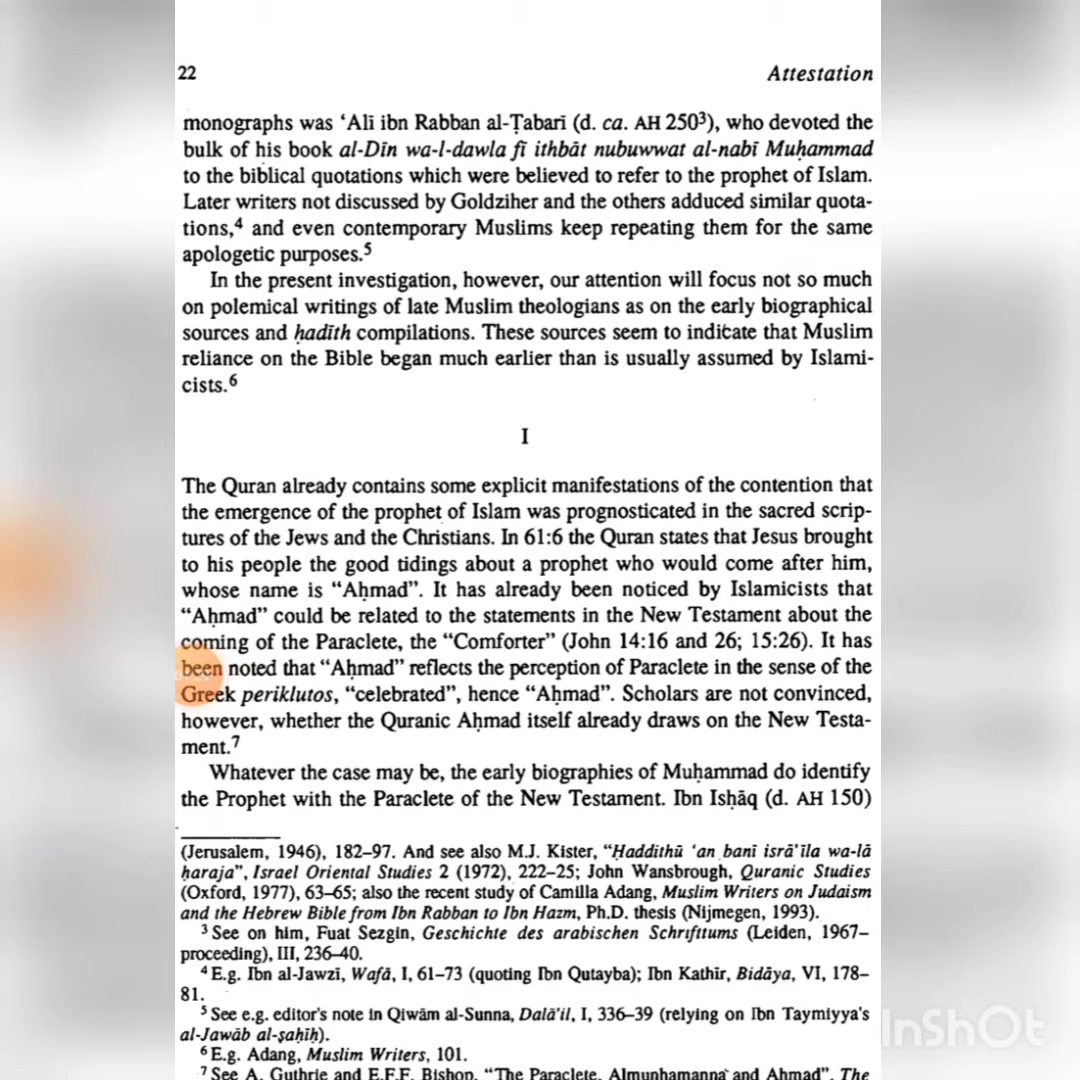 22 Attestation
monographs was ‘Alī ibn Rabban al-Ṭabarī (d. ca. AH 250³), who devoted the
bulk of his book al-Dīn wa-l-dawla fī ithbāt nubuwwat al-nabī Muḥammad
to the biblical quotations which were believed to refer to the prophet of Islam.
Later writers not discussed by Goldziher and the others adduced similar quota-
tions,⁴ and even contemporary Muslims keep repeating them for the same
apologetic purposes.⁵
In the present investigation, however, our attention will focus not so much
on polemical writings of late Muslim theologians as on the early biographical
sources and ḥadīth compilations. These sources seem to indicate that Muslim
reliance on the Bible began much earlier than is usually assumed by Islami-
cists.⁶
I
The Quran already contains some explicit manifestations of the contention that
the emergence of the prophet of Islam was prognosticated in the sacred scrip-
tures of the Jews and the Christians. In 61:6 the Quran states that Jesus brought
to his people the good tidings about a prophet who would come after him,
whose name is “Aḥmad”. It has already been noticed by Islamicists that
“Aḥmad” could be related to the statements in the New Testament about the
coming of the Paraclete, the “Comforter” (John 14:16 and 26; 15:26). It has
been noted that “Aḥmad” reflects the perception of Paraclete in the sense of the
Greek periklutos, “celebrated”, hence “Aḥmad”. Scholars are not convinced,
however, whether the Quranic Aḥmad itself already draws on the New Testa-
ment.⁷
Whatever the case may be, the early biographies of Muḥammad do identify
the Prophet with the Paraclete of the New Testament. Ibn Isḥāq (d. AH 150)
(Jerusalem, 1946), 182–97. And see also M.J. Kister, “Ḥaddithū ‘an banī isrā’īla wa-lā
ḥaraja”, Israel Oriental Studies 2 (1972), 222–25; John Wansbrough, Quranic Studies
(Oxford, 1977), 63–65; also the recent study of Camilla Adang, Muslim Writers on Judaism
and the Hebrew Bible from Ibn Rabban to Ibn Hazm, Ph.D. thesis (Nijmegen, 1993).
³ See on him, Fuat Sezgin, Geschichte des arabischen Schrifttums (Leiden, 1967–
proceeding), III, 236–40.
⁴ E.g. Ibn al-Jawzī, Wafā, I, 61–73 (quoting Ibn Qutayba); Ibn Kathīr, Bidāya, VI, 178–
81.
⁵ See e.g. editor's note in Qiwām al-Sunna, Dalā’il, I, 336–39 (relying on Ibn Taymiyya's
al-Jawāb al-ṣaḥīḥ).
⁶ E.g. Adang, Muslim Writers, 101.
⁷ See A. Guthrie and E.F.F. Bishop, “The Paraclete, Almunhamanna and Ahmad”, The
InShOt